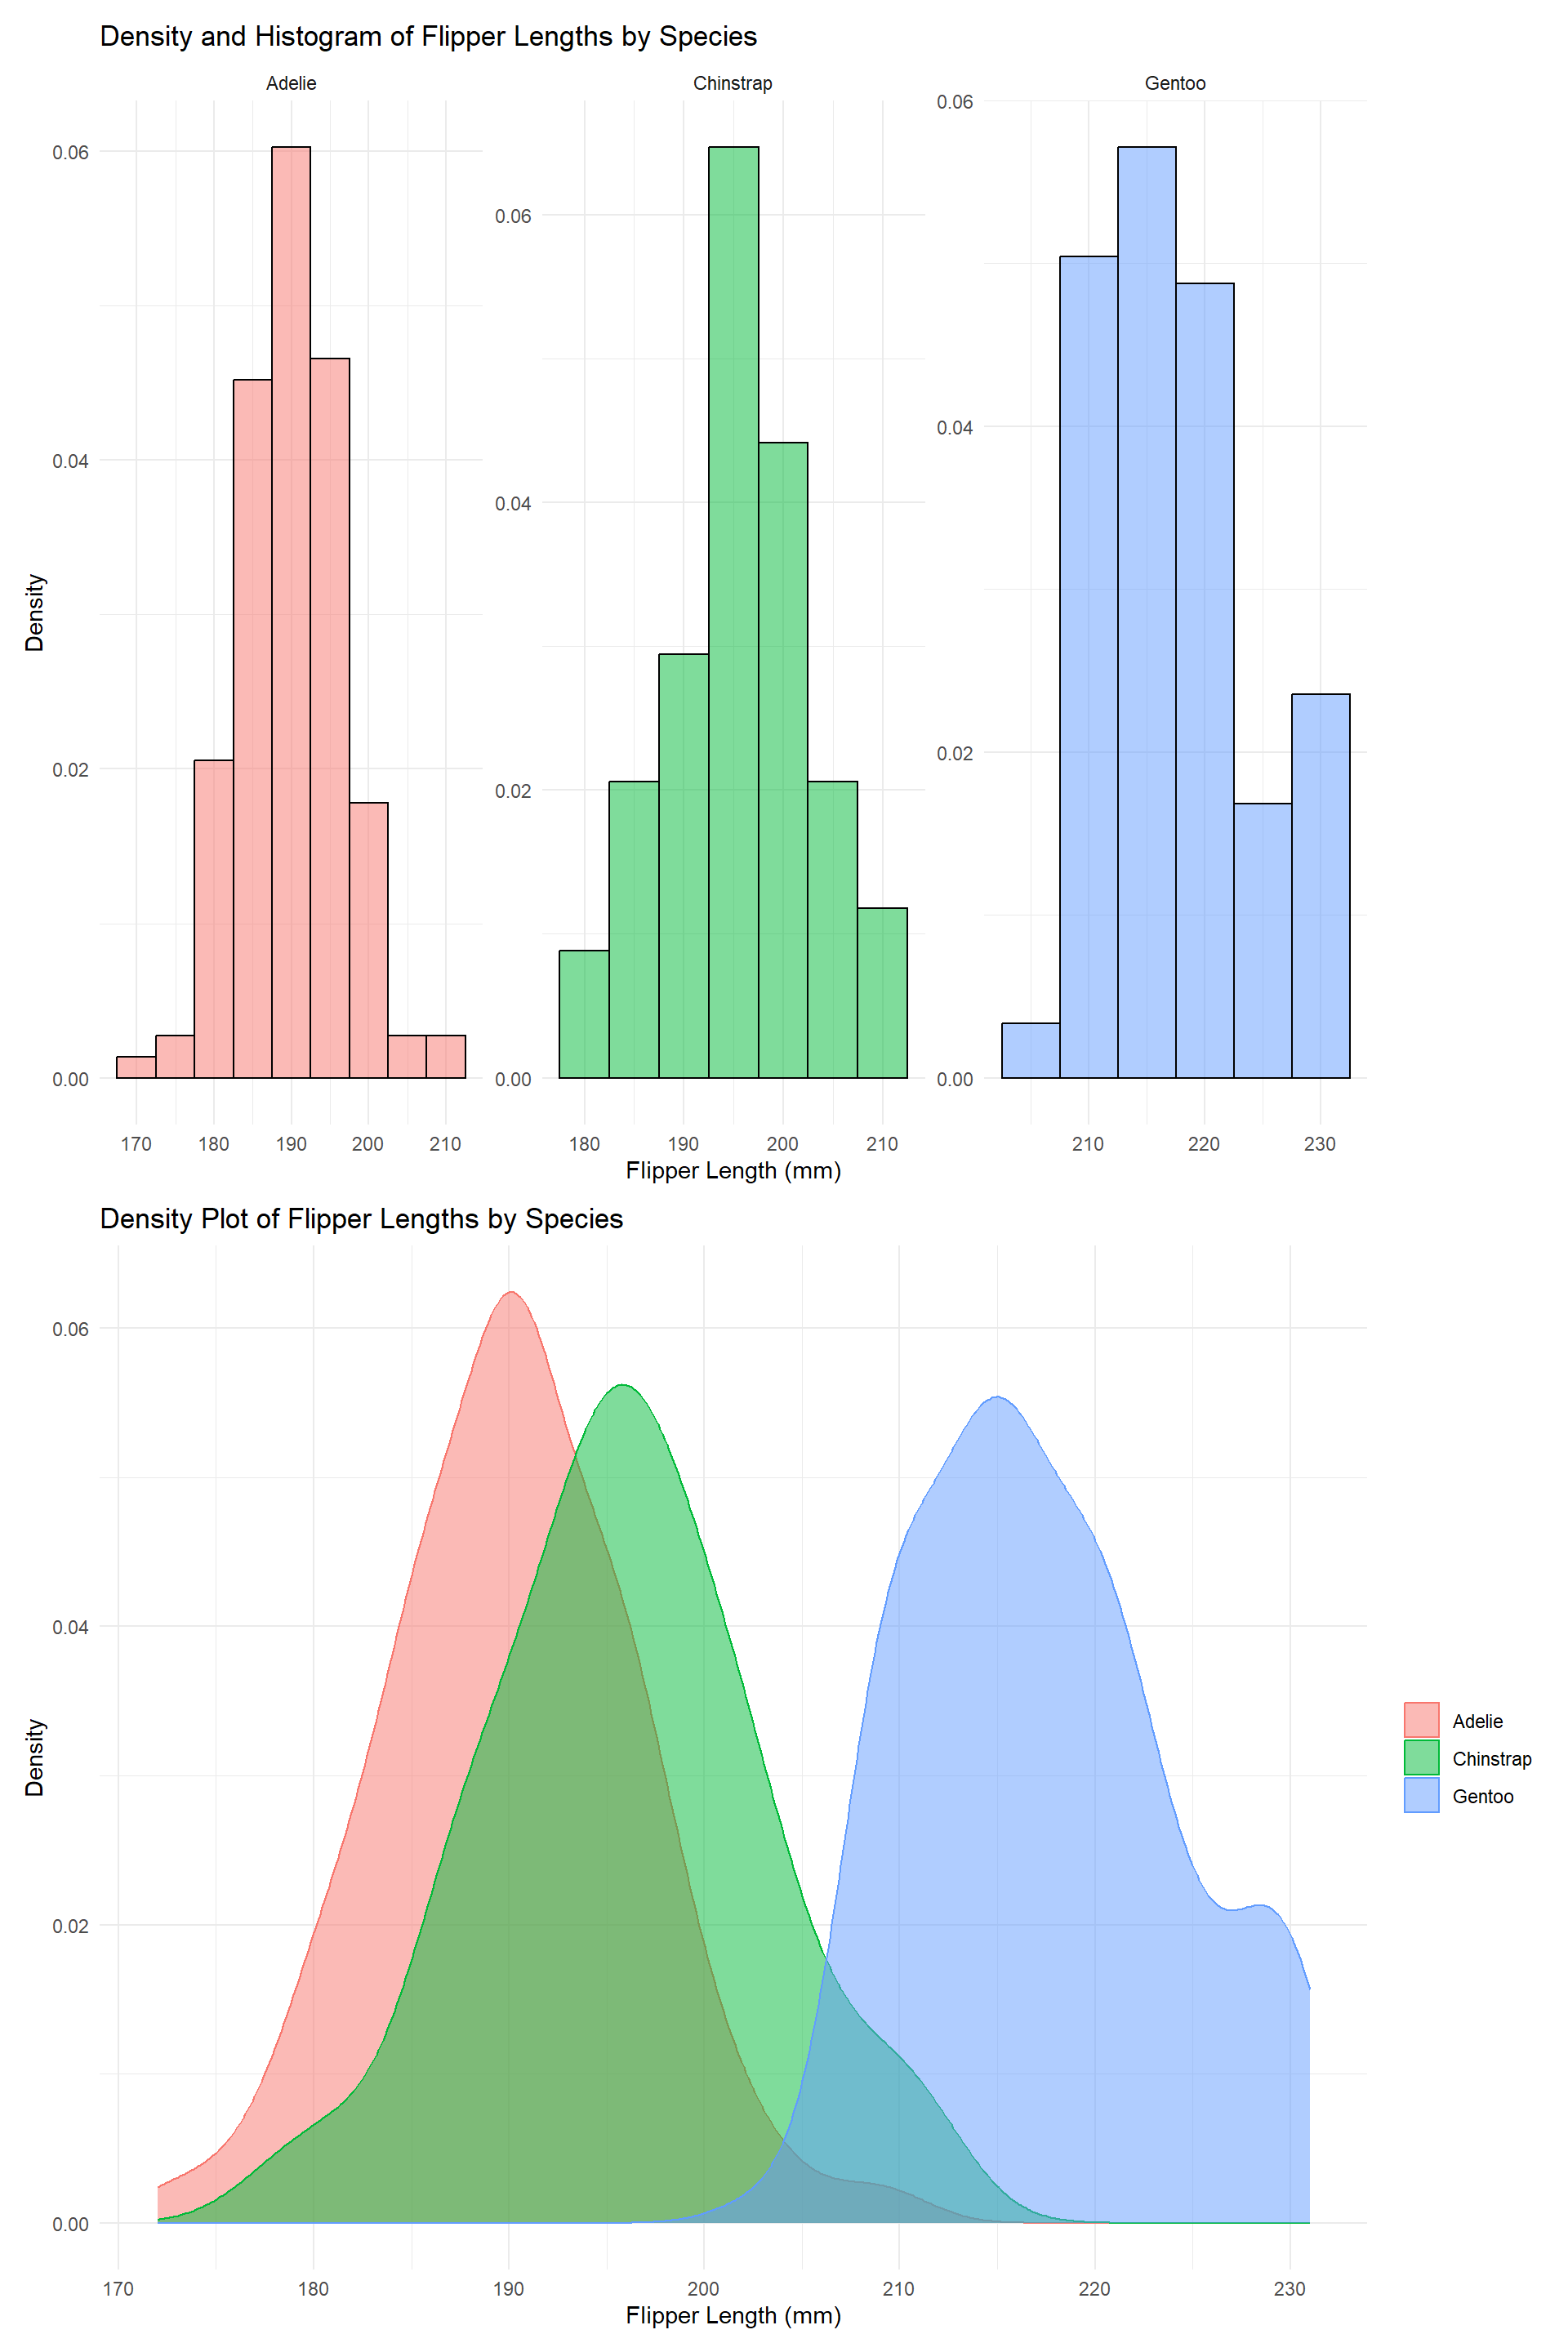 Density and Histogram of Flipper Lengths by Species
Adelie Chinstrap Gentoo
0.06 0.06 0.06
0.04 0.04 0.04
0.02 0.02 0.02
0.00 0.00 0.00
Density
170 180 190 200 210 180 190 200 210 210 220 230
Flipper Length (mm)
Density Plot of Flipper Lengths by Species
0.06
0.04
0.02
0.00
Density
170 180 190 200 210 220 230
Flipper Length (mm)
Adelie
Chinstrap
Gentoo